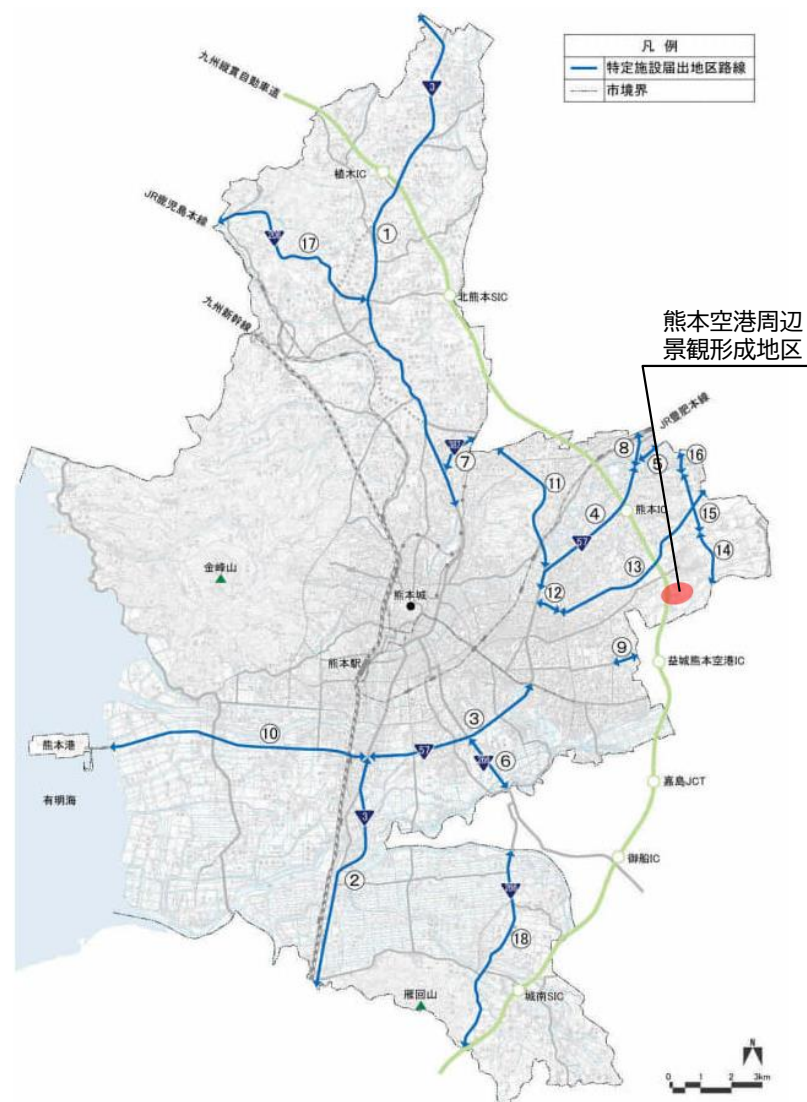 凡 例
特定施設届出地区路線
市境界
九州縦貫自動車道
3
植木IC
JR鹿児島本線
208
⑰
①
北熊本SIC
九州新幹線
熊本空港周辺
景観形成地区
JR豊肥本線
387
⑦
⑧
⑤
⑯
⑪
④
熊本IC
⑮
57
⑭
⑬
金峰山
⑫
熊本城
⑨
熊本駅
益城熊本空港IC
③
⑩
57
熊本港
266
⑥
有明海
嘉島JCT
3
御船IC
②
266
⑱
雁回山
城南SIC
N
0 1 2 3km